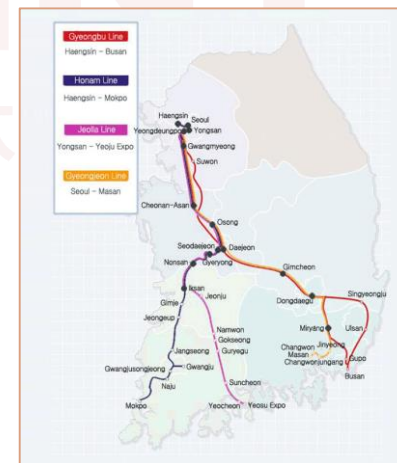 Gyeongbu Line
Haengsin - Busan
Honam Line
Haengsin - Mokpo
Jeolla Line
Yongsan - Yeoju Expo
Gyeongjeon Line
Seoul - Masan
Haengsin
Seoul
Yeongdeungpo
Yongsan
Gwangmyeong
Suwon
Cheonan-Asan
Osong
Seodaejeon
Daejeon
Nonsan
Gyeryong
Gimcheon
Iksan
Dongdaegu
Singyeongju
Gimje
Jeonju
Jeongeup
Miryang
Ulsan
Namwon
Jinyeong
Gokseong
Changwon
Masan
Gupo
Jangseong
Guryegu
Changwonjungang
Gwangjusongjeong
Gwangju
Busan
Naju
Suncheon
Mokpo
Yeocheon
Yeosu Expo